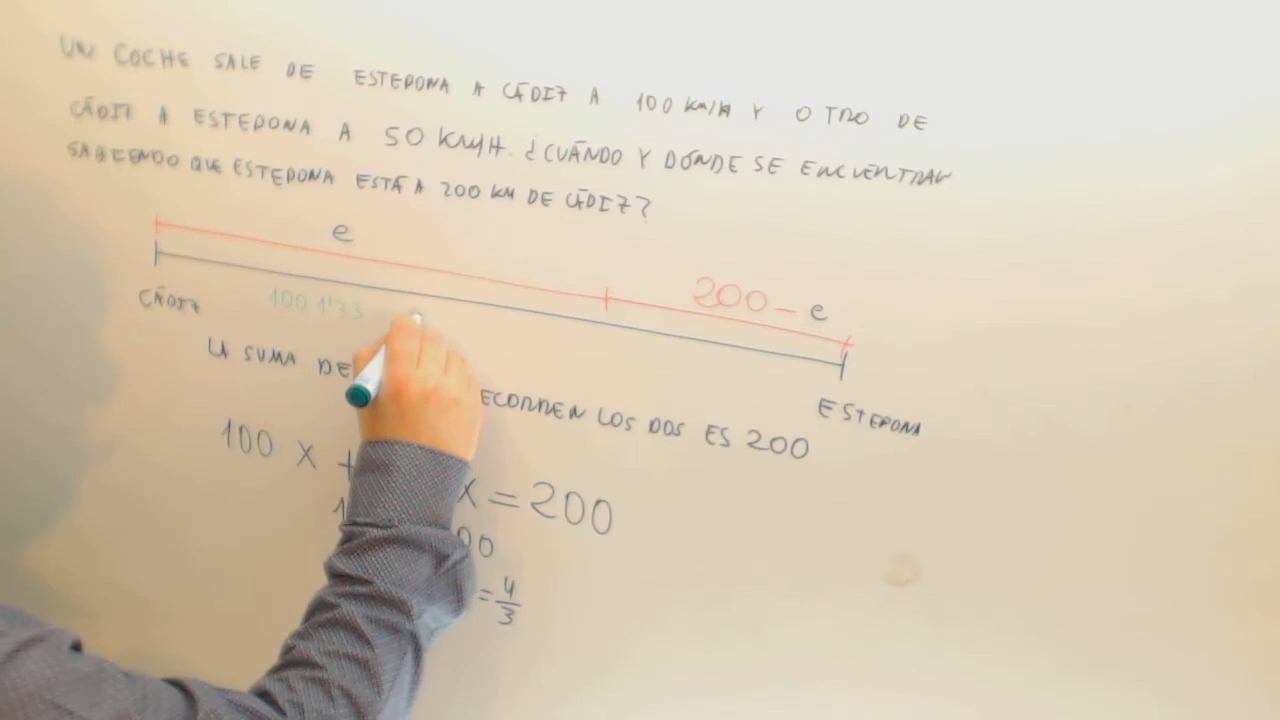 UN COCHE SALE DE ESTEPONA A CÁDIZ A 100 KM/H Y OTRO DE
CÁDIZ A ESTEPONA A 50 KM/H. ¿CUÁNDO Y DÓNDE SE ENCUENTRAN
SABIENDO QUE ESTEPONA ESTÁ A 200 KM DE CÁDIZ?
e
200 - e
CÁDIZ 100 1'33
ESTEPONA
LA SUMA DE ECORREN LOS DOS ES 200
100 X + X = 200
00
= 4/3